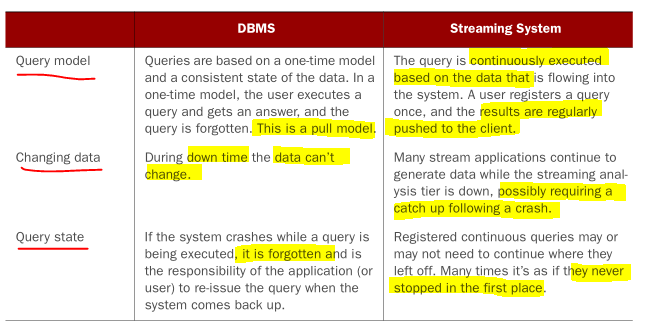 DBMS
Streaming System
Query model
Queries are based on a one-time model
and a consistent state of the data. In a
one-time model, the user executes a
query and gets an answer, and the
query is forgotten. This is a pull model.
The query is continuously executed
based on the data that is flowing into
the system. A user registers a query
once, and the results are regularly
pushed to the client.
Changing data
During down time the data can't
change.
Many stream applications continue to
generate data while the streaming anal-
ysis tier is down, possibly requiring a
catch up following a crash.
Query state
If the system crashes while a query is
being executed, it is forgotten and is
the responsibility of the application (or
user) to re-issue the query when the
system comes back up.
Registered continuous queries may or
may not need to continue where they
left off. Many times it's as if they never
stopped in the first place.